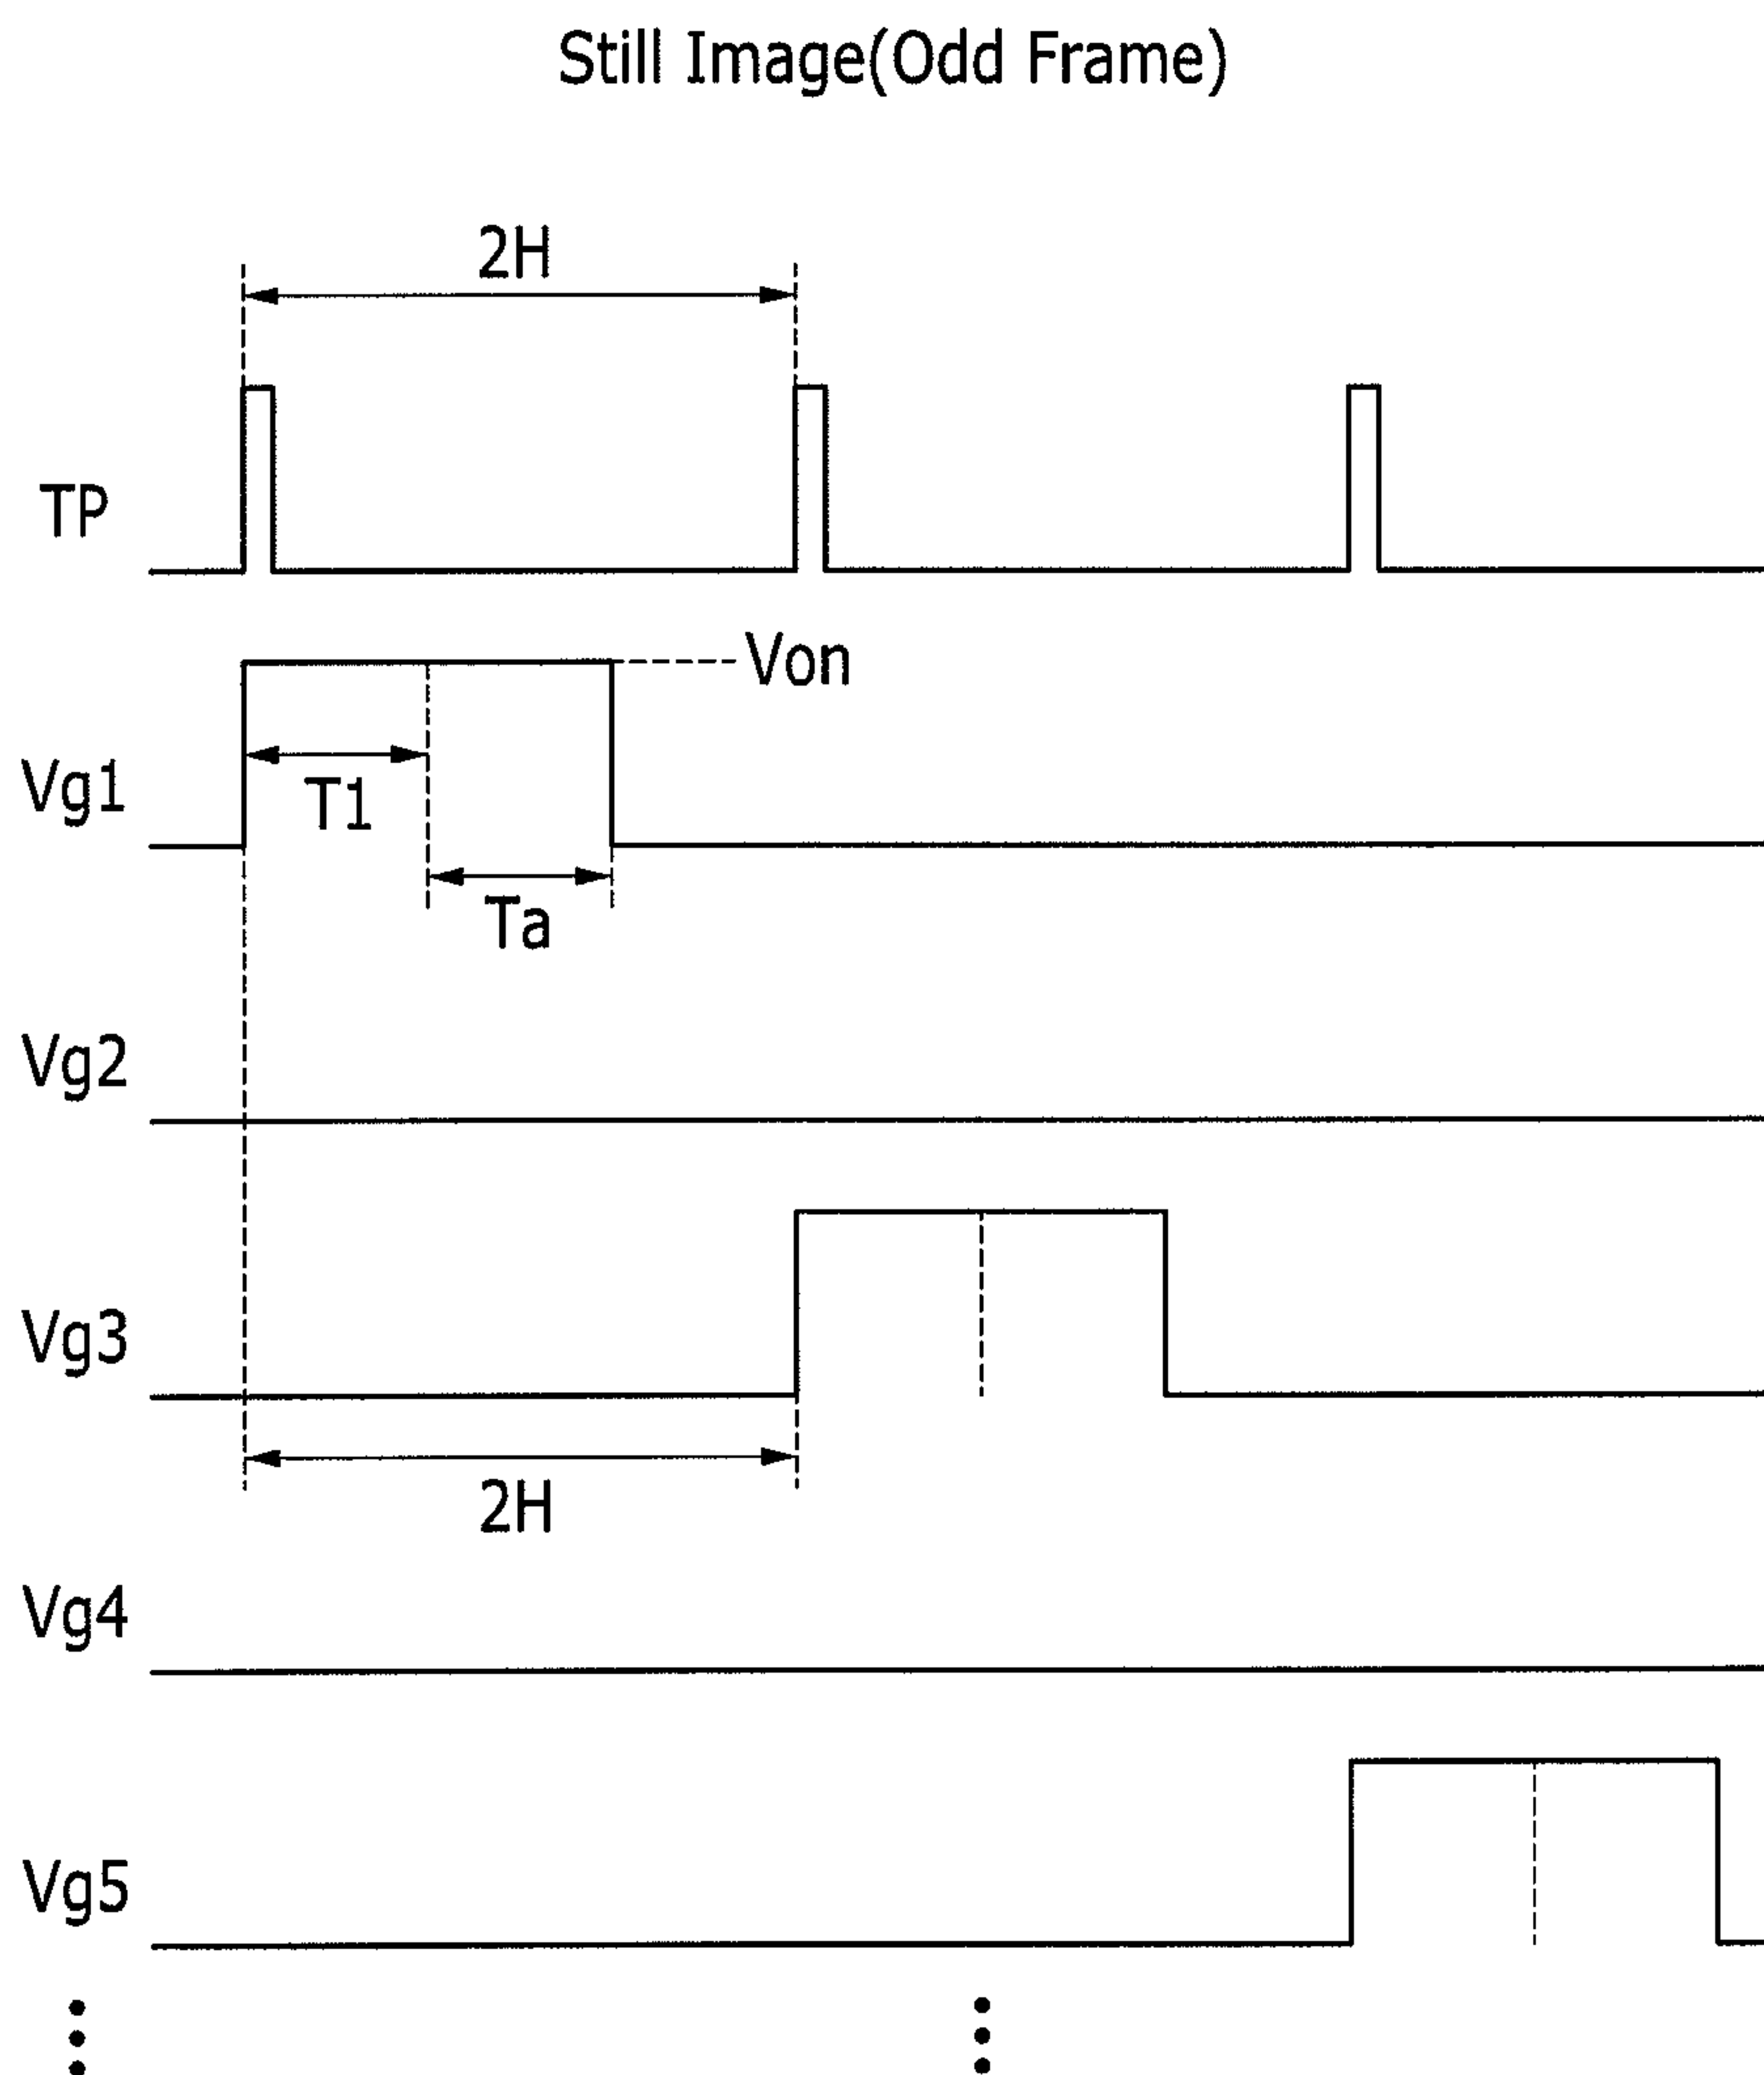 Still Image(Odd Frame)
2H
TP
Von
Vg1
T1
Ta
Vg2
Vg3
2H
Vg4
Vg5